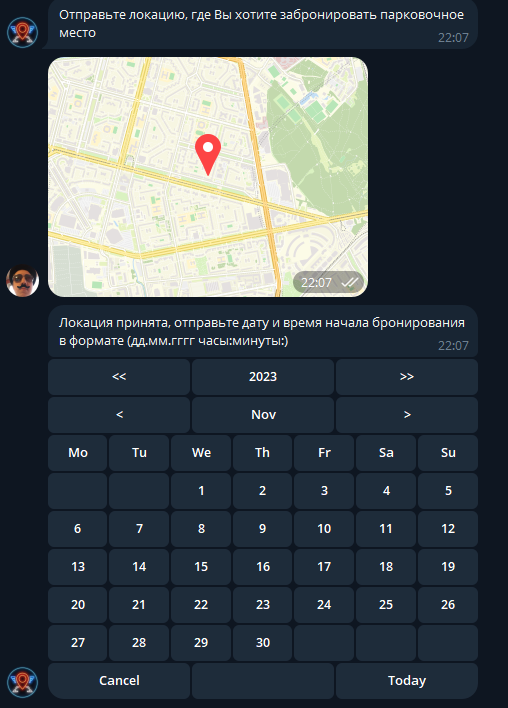 Отправьте локацию, где Вы хотите забронировать парковочное
место
22:07
22:07
Локация принята, отправьте дату и время начала бронирования
в формате (дд.мм.гггг часы:минуты:)
22:07
<< 2023 >>
< Nov >
Mo Tu We Th Fr Sa Su
1 2 3 4 5
6 7 8 9 10 11 12
13 14 15 16 17 18 19
20 21 22 23 24 25 26
27 28 29 30
Cancel Today